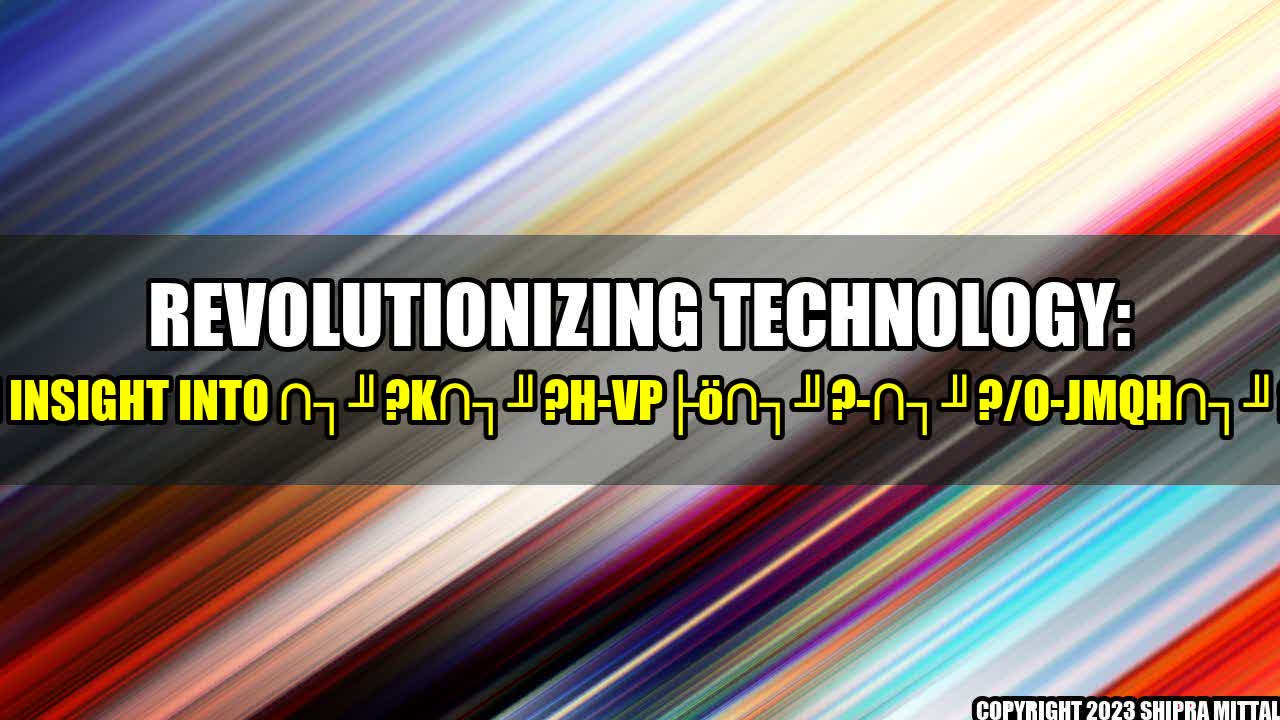 REVOLUTIONIZING TECHNOLOGY:
INSIGHT INTO ∩┐╜?K∩┐╜?H-VP├ö∩┐╜?-∩┐╜?/O-JMQH∩┐╜
COPYRIGHT 2023 SHIPRA MITTAL